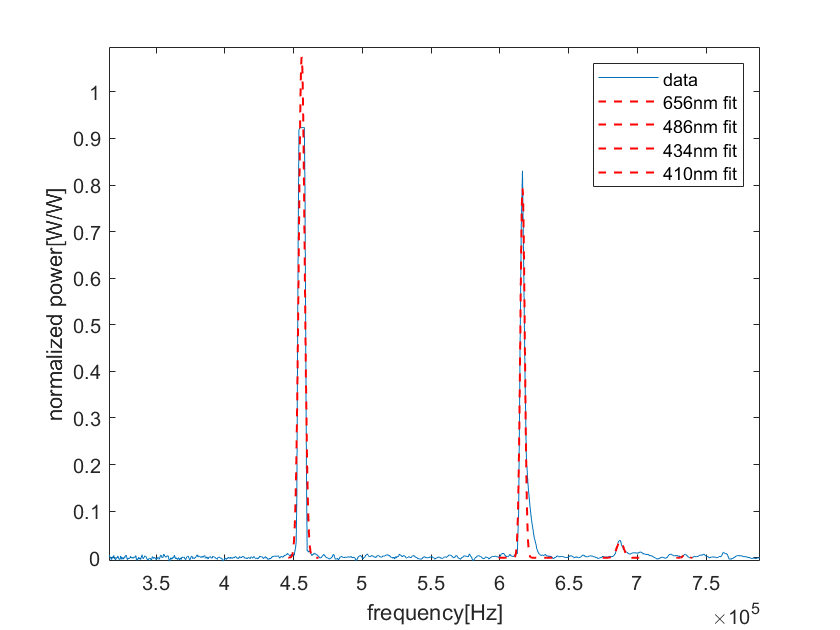 data
656nm fit
486nm fit
434nm fit
410nm fit
normalized power[W/W]
1
0.9
0.8
0.7
0.6
0.5
0.4
0.3
0.2
0.1
0
3.5 4 4.5 5 5.5 6 6.5 7 7.5
frequency[Hz]
×10⁵